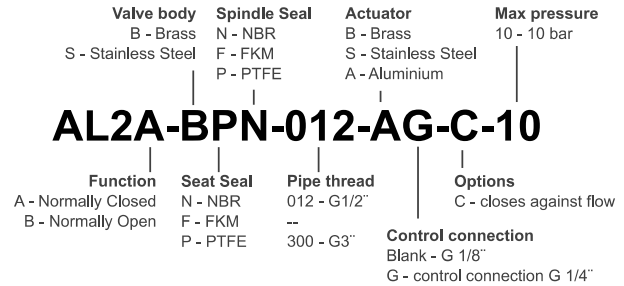 Valve body
B - Brass
S - Stainless Steel
Spindle Seal
N - NBR
F - FKM
P - PTFE
Actuator
B - Brass
S - Stainless Steel
A - Aluminium
Max pressure
10 - 10 bar
AL2A-BPN-012-AG-C-10
Function
A - Normally Closed
B - Normally Open
Seat Seal
N - NBR
F - FKM
P - PTFE
Pipe thread
012 - G1/2¨
--
300 - G3¨
Control connection
Blank - G 1/8¨
G - control connection G 1/4¨
Options
C - closes against flow